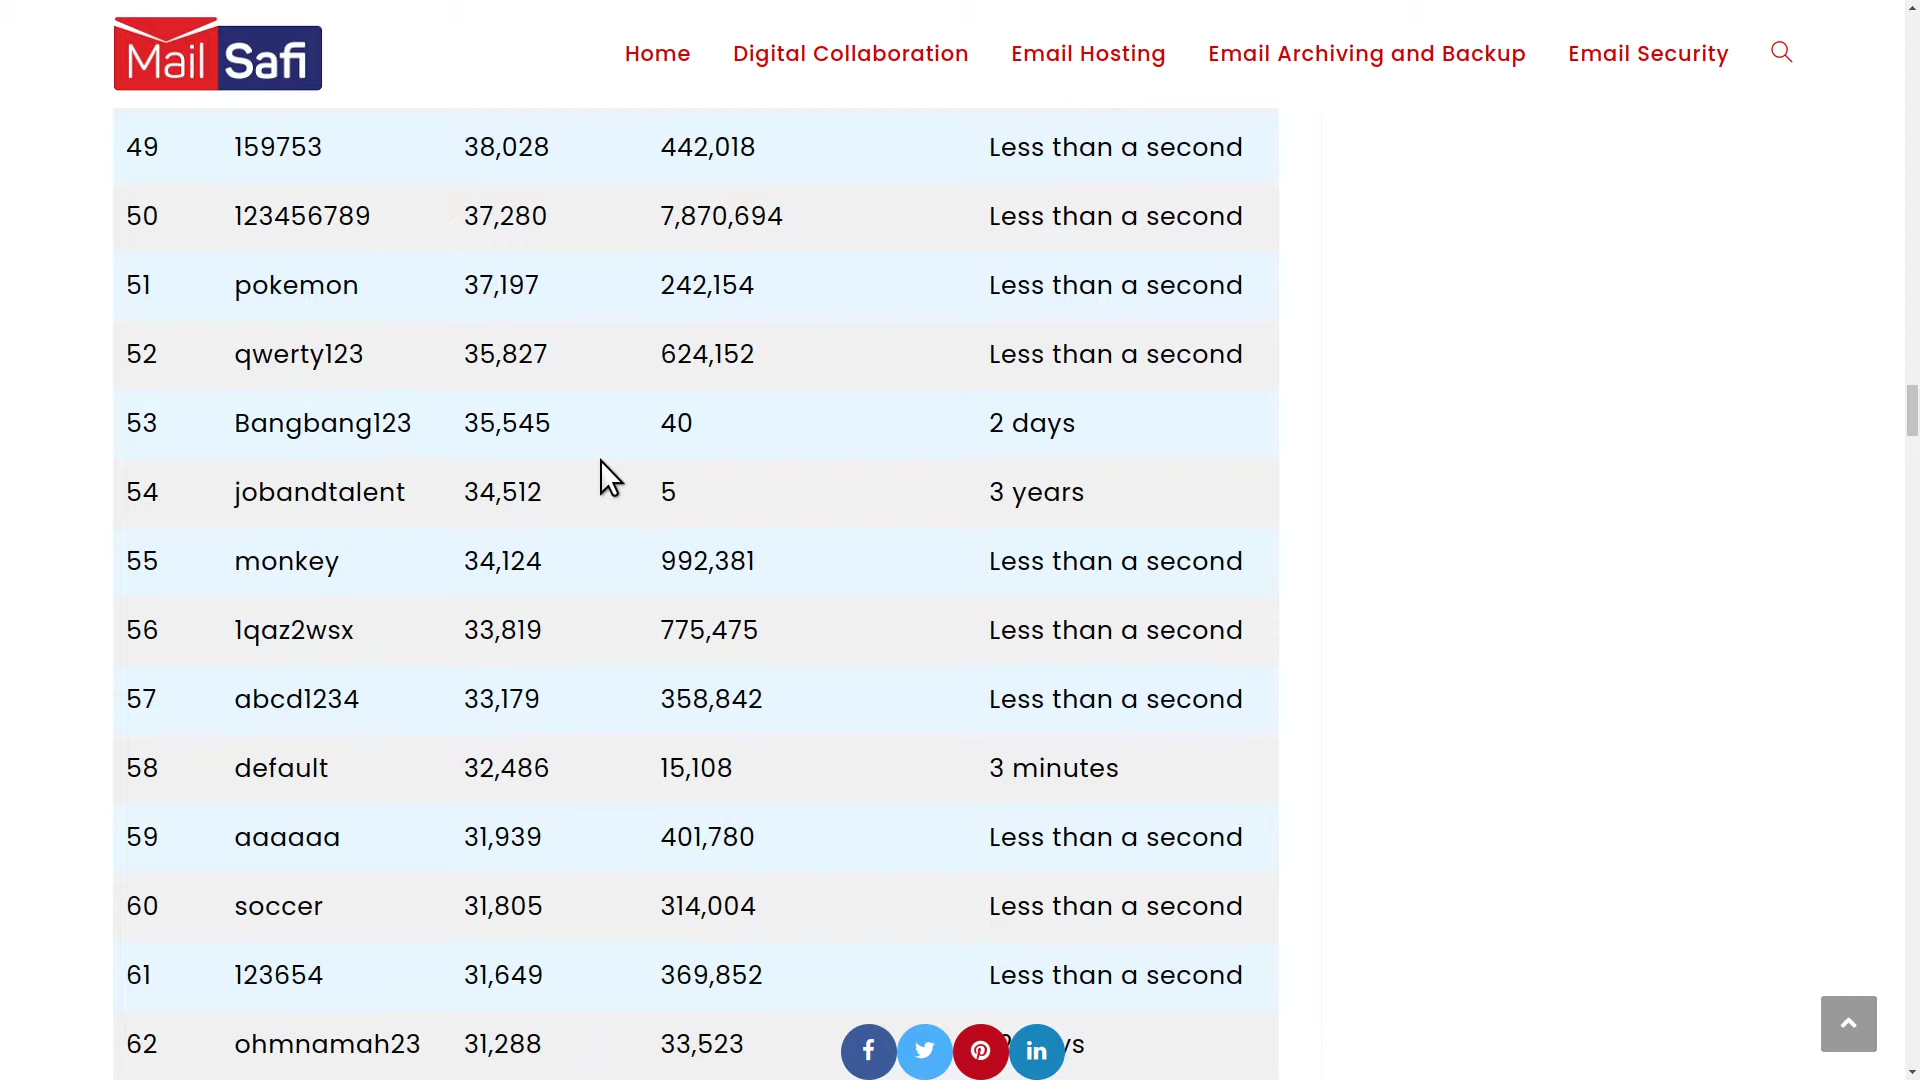 Mail Safi
Home Digital Collaboration Email Hosting Email Archiving and Backup Email Security
49 159753 38,028 442,018 Less than a second
50 123456789 37,280 7,870,694 Less than a second
51 pokemon 37,197 242,154 Less than a second
52 qwerty123 35,827 624,152 Less than a second
53 Bangbang123 35,545 40 2 days
54 jobandtalent 34,512 5 3 years
55 monkey 34,124 992,381 Less than a second
56 1qaz2wsx 33,819 775,475 Less than a second
57 abcd1234 33,179 358,842 Less than a second
58 default 32,486 15,108 3 minutes
59 aaaaaa 31,939 401,780 Less than a second
60 soccer 31,805 314,004 Less than a second
61 123654 31,649 369,852 Less than a second
62 ohmnamah23 31,288 33,523